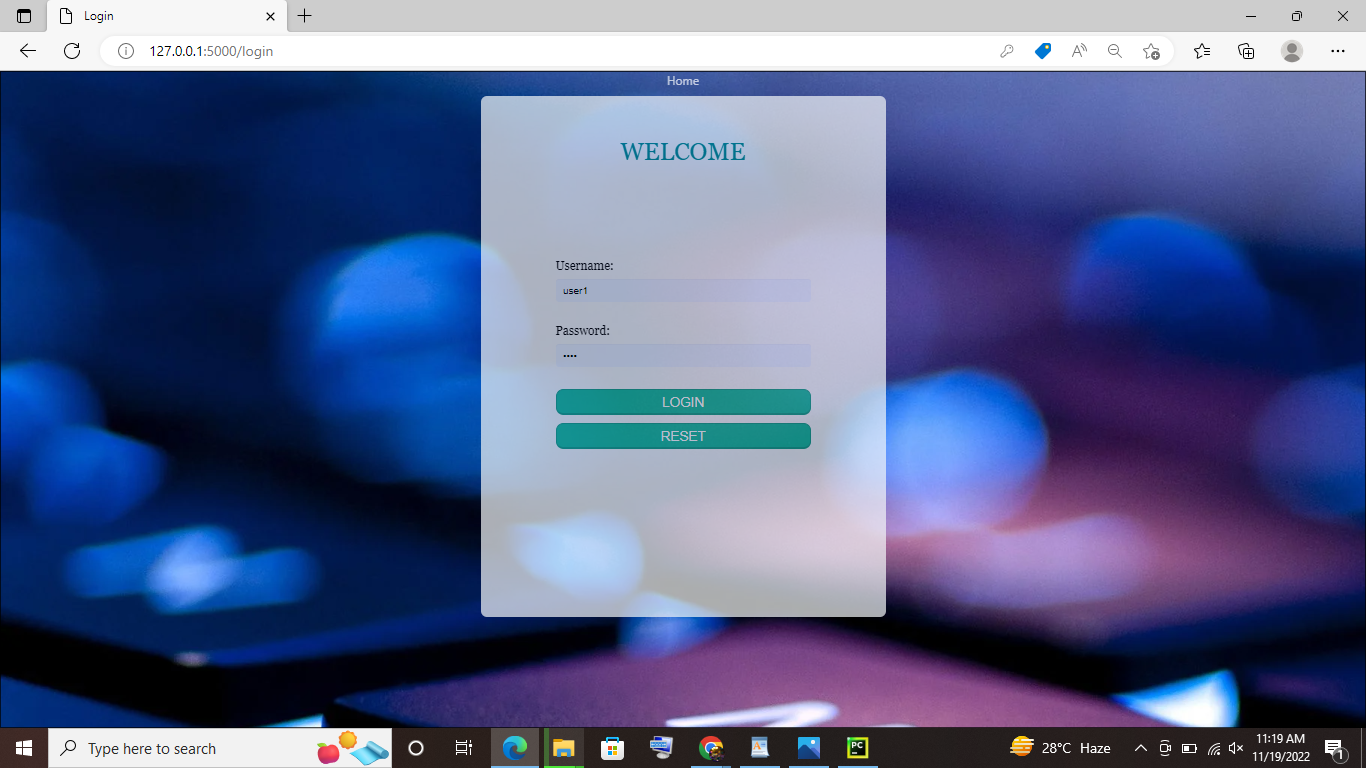 Login
127.0.0.1:5000/login
Home
WELCOME
Username:
user1
Password:
••••
LOGIN
RESET
Type here to search
28°C Haze
11:19 AM
11/19/2022
1